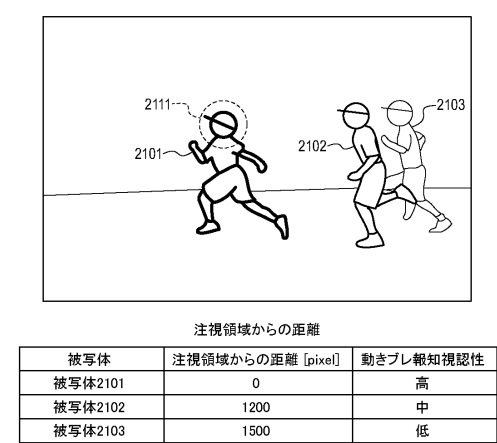 2111
2103
2101
2102
注視領域からの距離
被写体 注視領域からの距離 [pixel] 動きブレ報知視認性
被写体2101 0 高
被写体2102 1200 中
被写体2103 1500 低